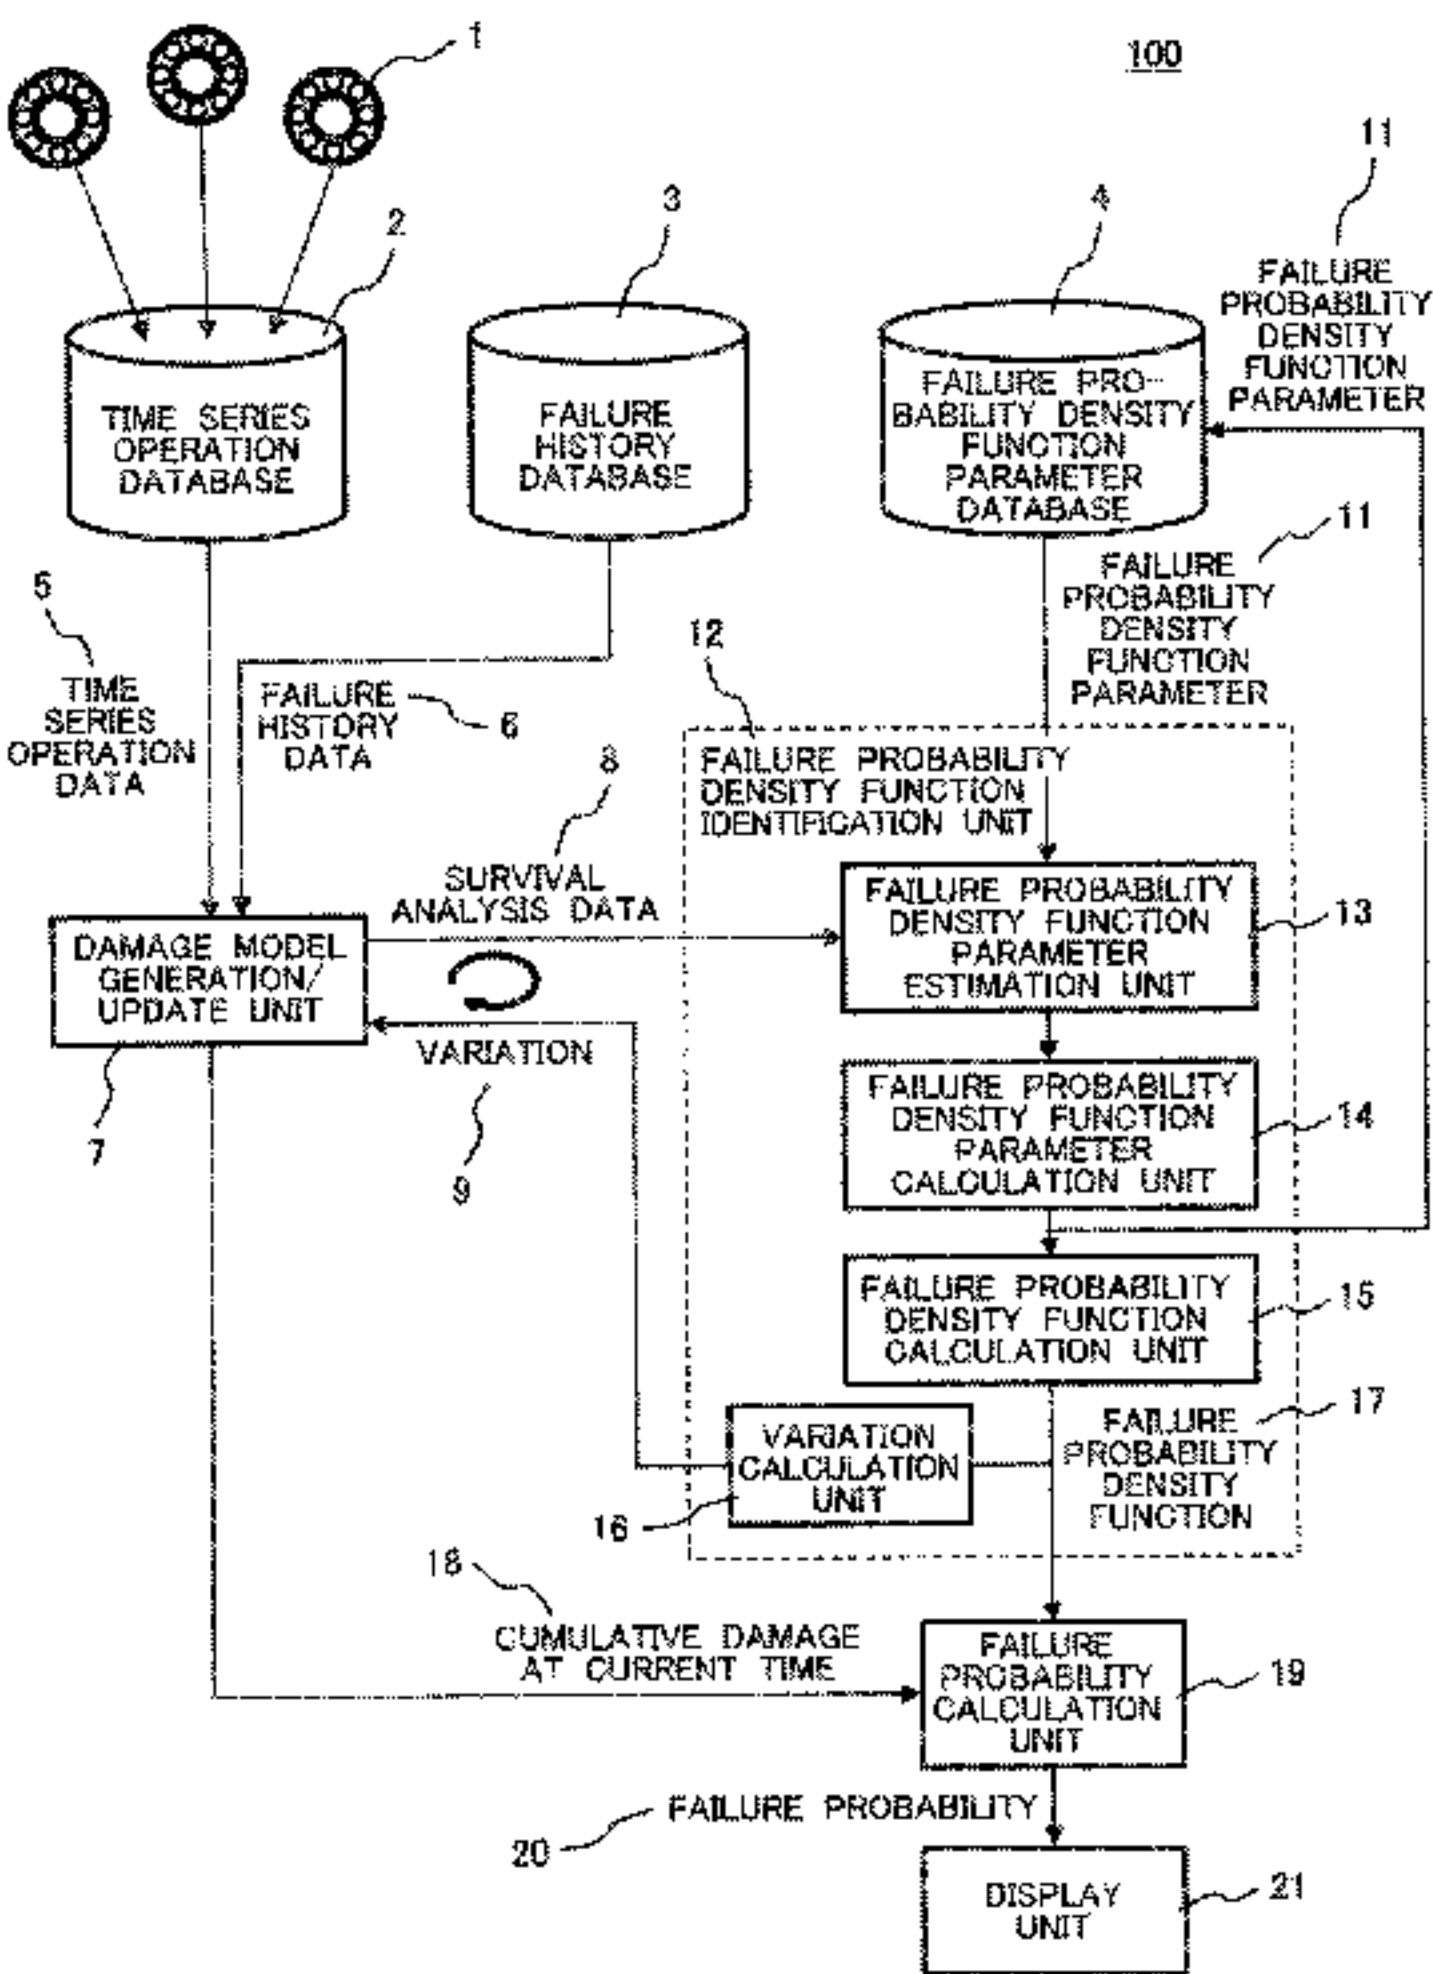 1
100
11
2
3
4
FAILURE
PROBABILITY
DENSITY
FUNCTION
PARAMETER
TIME SERIES
OPERATION
DATABASE
FAILURE
HISTORY
DATABASE
FAILURE PRO-
BABILITY DENSITY
FUNCTION
PARAMETER
DATABASE
5
TIME
SERIES
OPERATION
DATA
FAILURE
HISTORY
DATA
6
11
FAILURE
PROBABILITY
DENSITY
FUNCTION
PARAMETER
12
FAILURE PROBABILITY
DENSITY FUNCTION
IDENTIFICATION UNIT
8
SURVIVAL
ANALYSIS DATA
DAMAGE MODEL
GENERATION/
UPDATE UNIT
7
VARIATION
9
FAILURE PROBABILITY
DENSITY FUNCTION
PARAMETER
ESTIMATION UNIT
13
FAILURE PROBABILITY
DENSITY FUNCTION
PARAMETER
CALCULATION UNIT
14
FAILURE PROBABILITY
DENSITY FUNCTION
CALCULATION UNIT
15
VARIATION
CALCULATION
UNIT
16
FAILURE
PROBABILITY
DENSITY
FUNCTION
17
18
CUMULATIVE DAMAGE
AT CURRENT TIME
FAILURE
PROBABILITY
CALCULATION
UNIT
19
FAILURE PROBABILITY
20
DISPLAY
UNIT
21